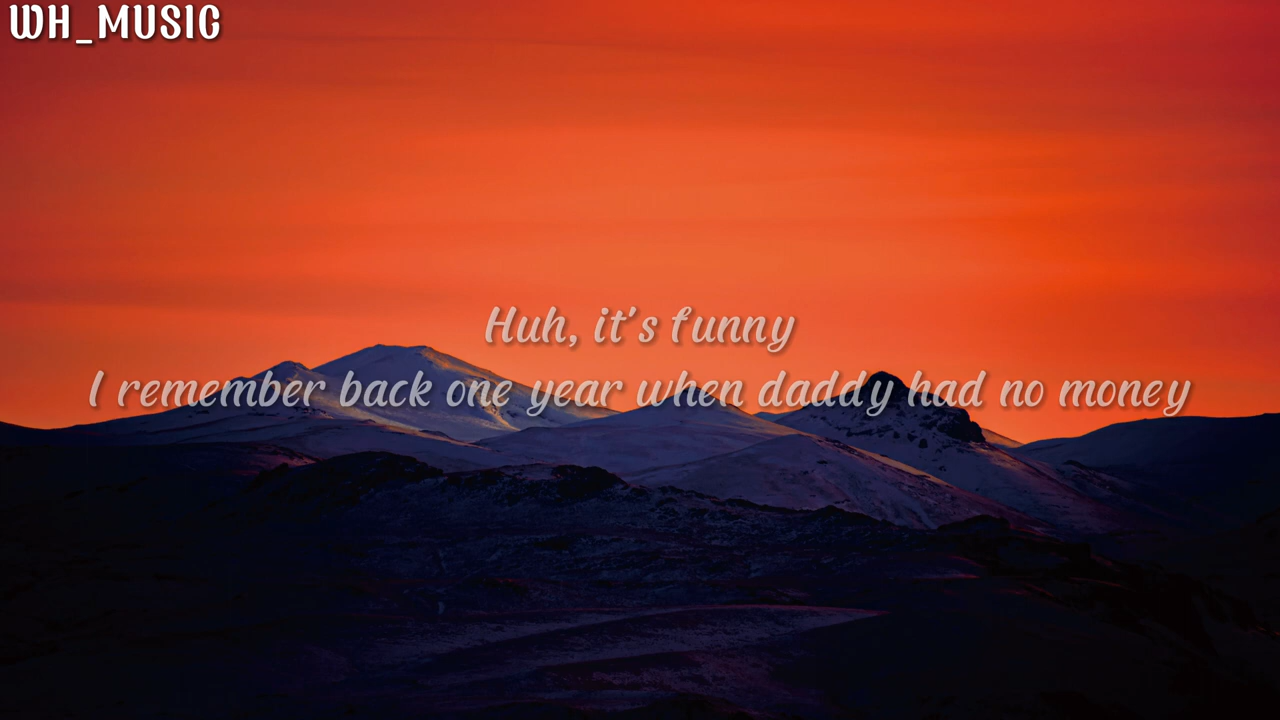 WH_MUSIC
Huh, it's funny
I remember back one year when daddy had no money